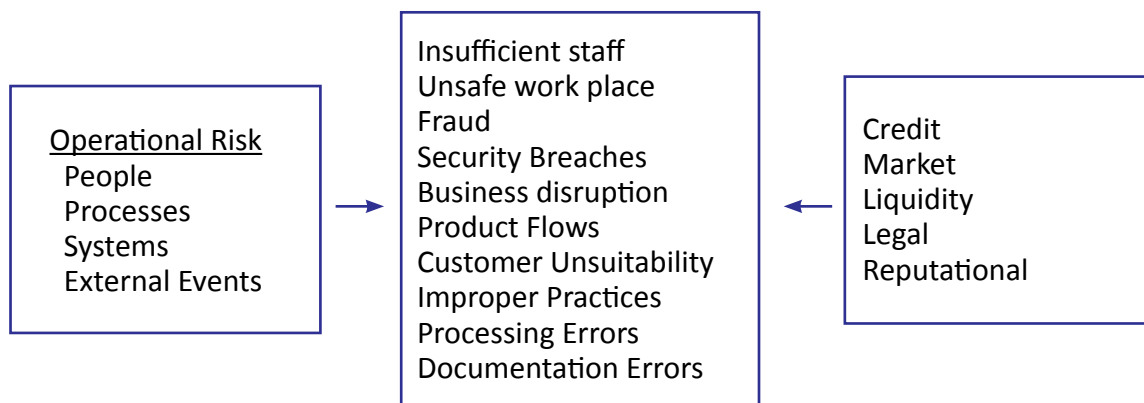 Operational Risk
People
Processes
Systems
External Events
Insufficient staff
Unsafe work place
Fraud
Security Breaches
Business disruption
Product Flows
Customer Unsuitability
Improper Practices
Processing Errors
Documentation Errors
Credit
Market
Liquidity
Legal
Reputational